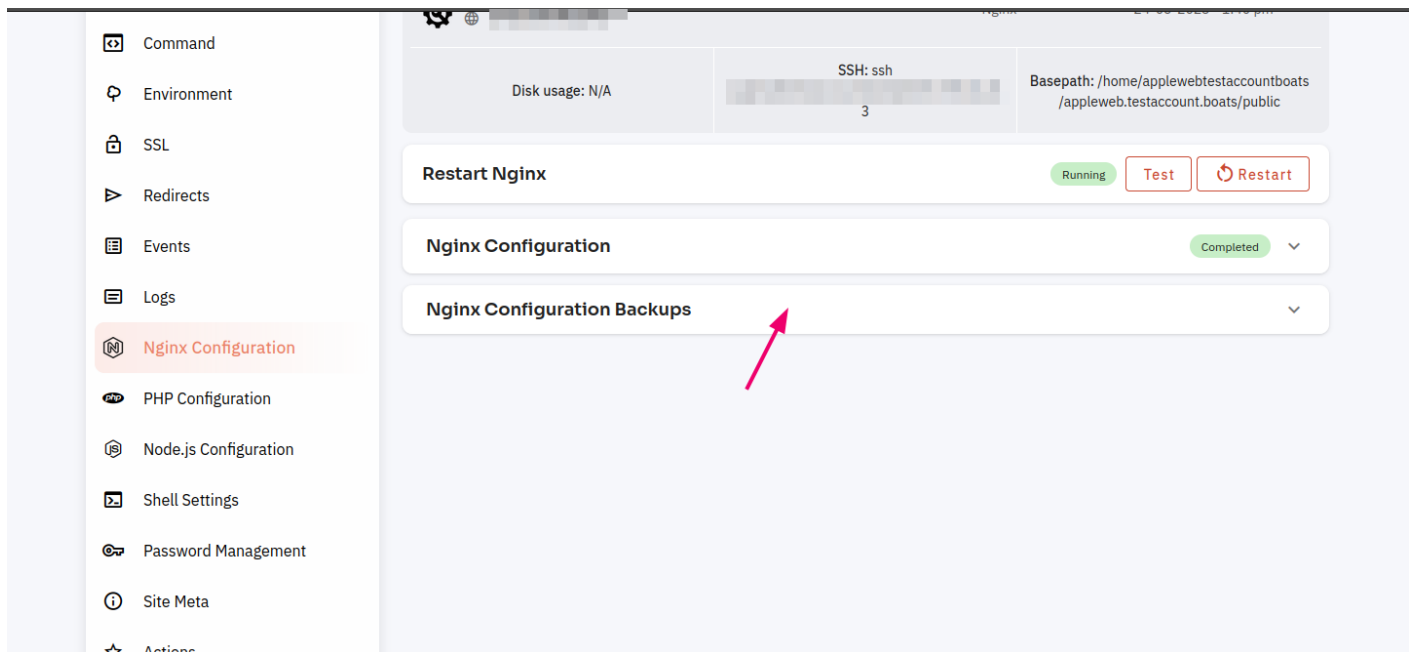 Command
Environment
SSL
Redirects
Events
Logs
Nginx Configuration
PHP Configuration
Node.js Configuration
Shell Settings
Password Management
Site Meta
Actions
Nginx
Disk usage: N/A
SSH: ssh
3
Basepath: /home/applewebtestaccountboats
/appleweb.testaccount.boats/public
Restart Nginx
Running
Test
Restart
Nginx Configuration
Completed
Nginx Configuration Backups